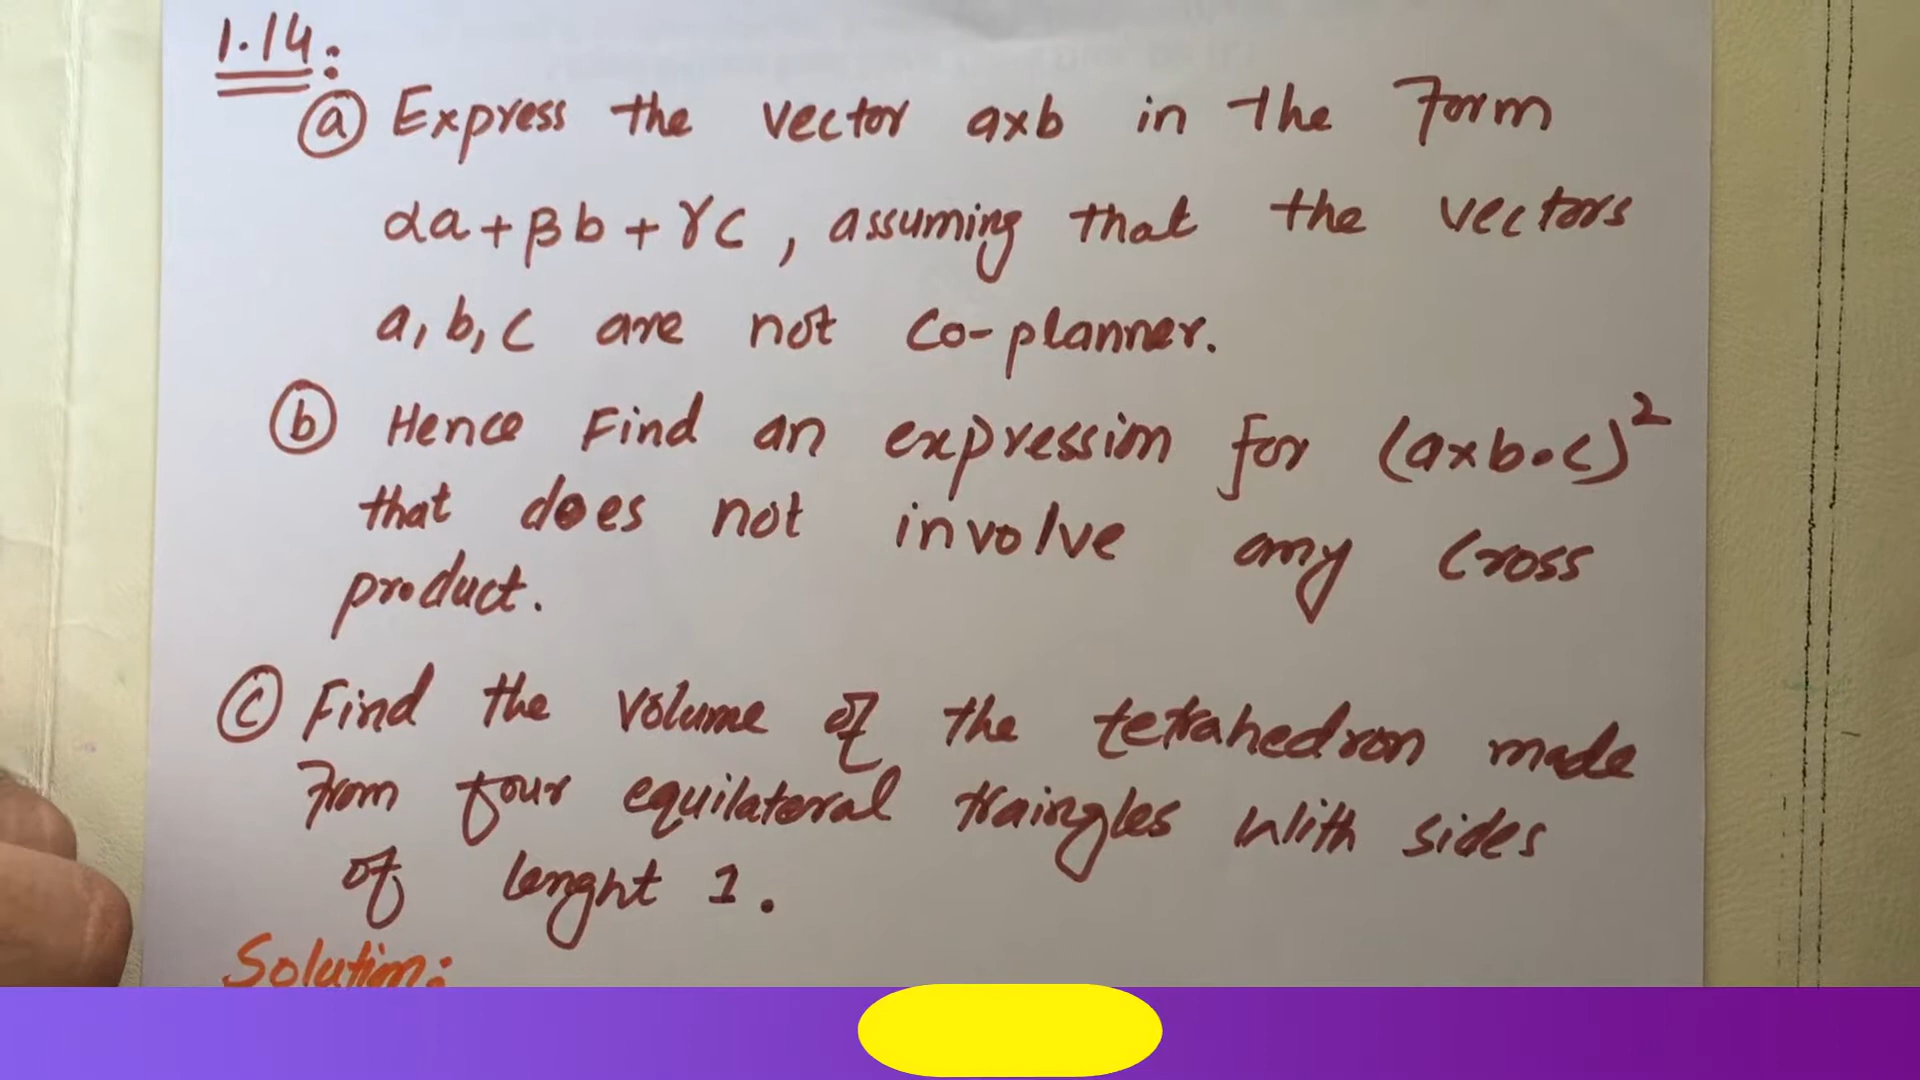 1.14:
(a) Express the vector axb in the form
αa+βb+γc, assuming that the vectors
a, b, c are not co-planner.
(b) Hence Find an expression for (axb.c)²
that does not involve any cross
product.
(c) Find the volume of the tetrahedron made
from four equilateral traingles with sides
of lenght 1.
Solution: